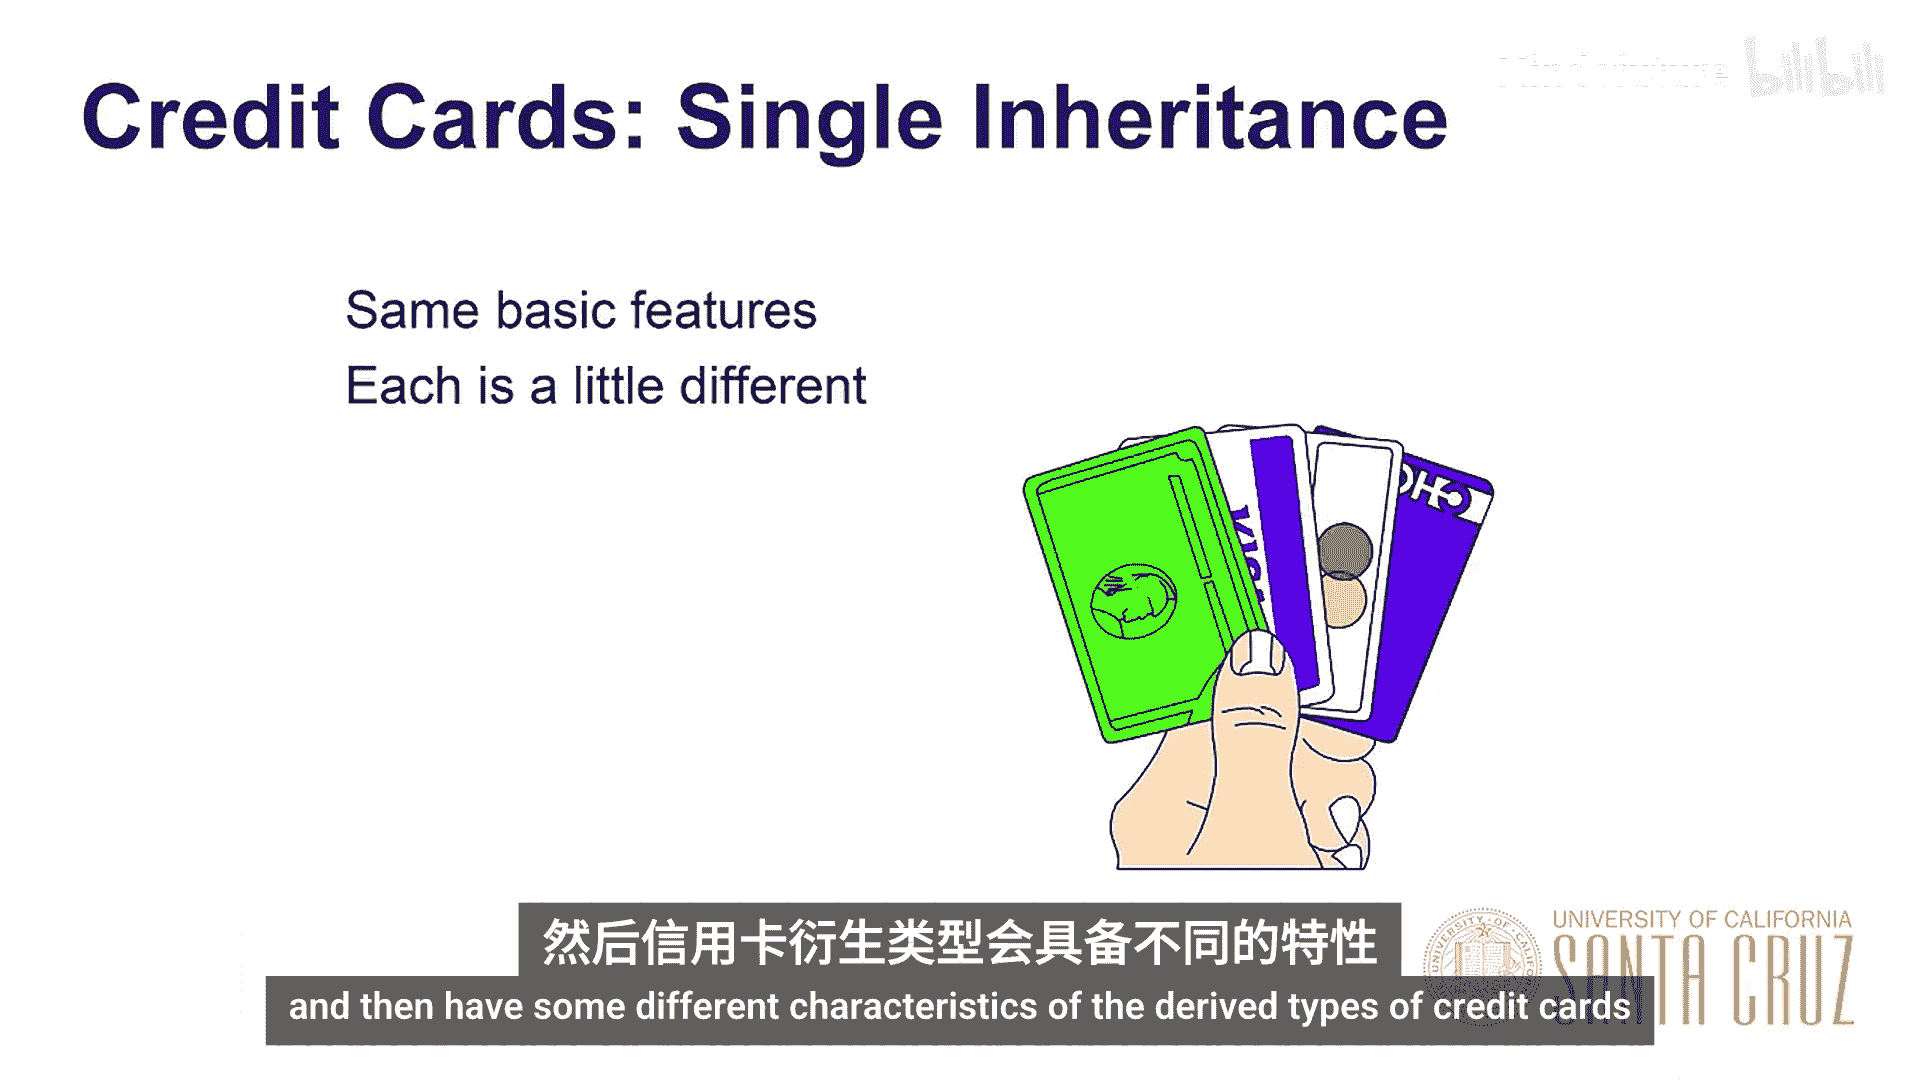 bilibili
Credit Cards: Single Inheritance
Same basic features
Each is a little different
VISA
然后信用卡衍生类型会具备不同的特性
and then have some different characteristics of the derived types of credit cards
UNIVERSITY OF CALIFORNIA
SANTA CRUZ